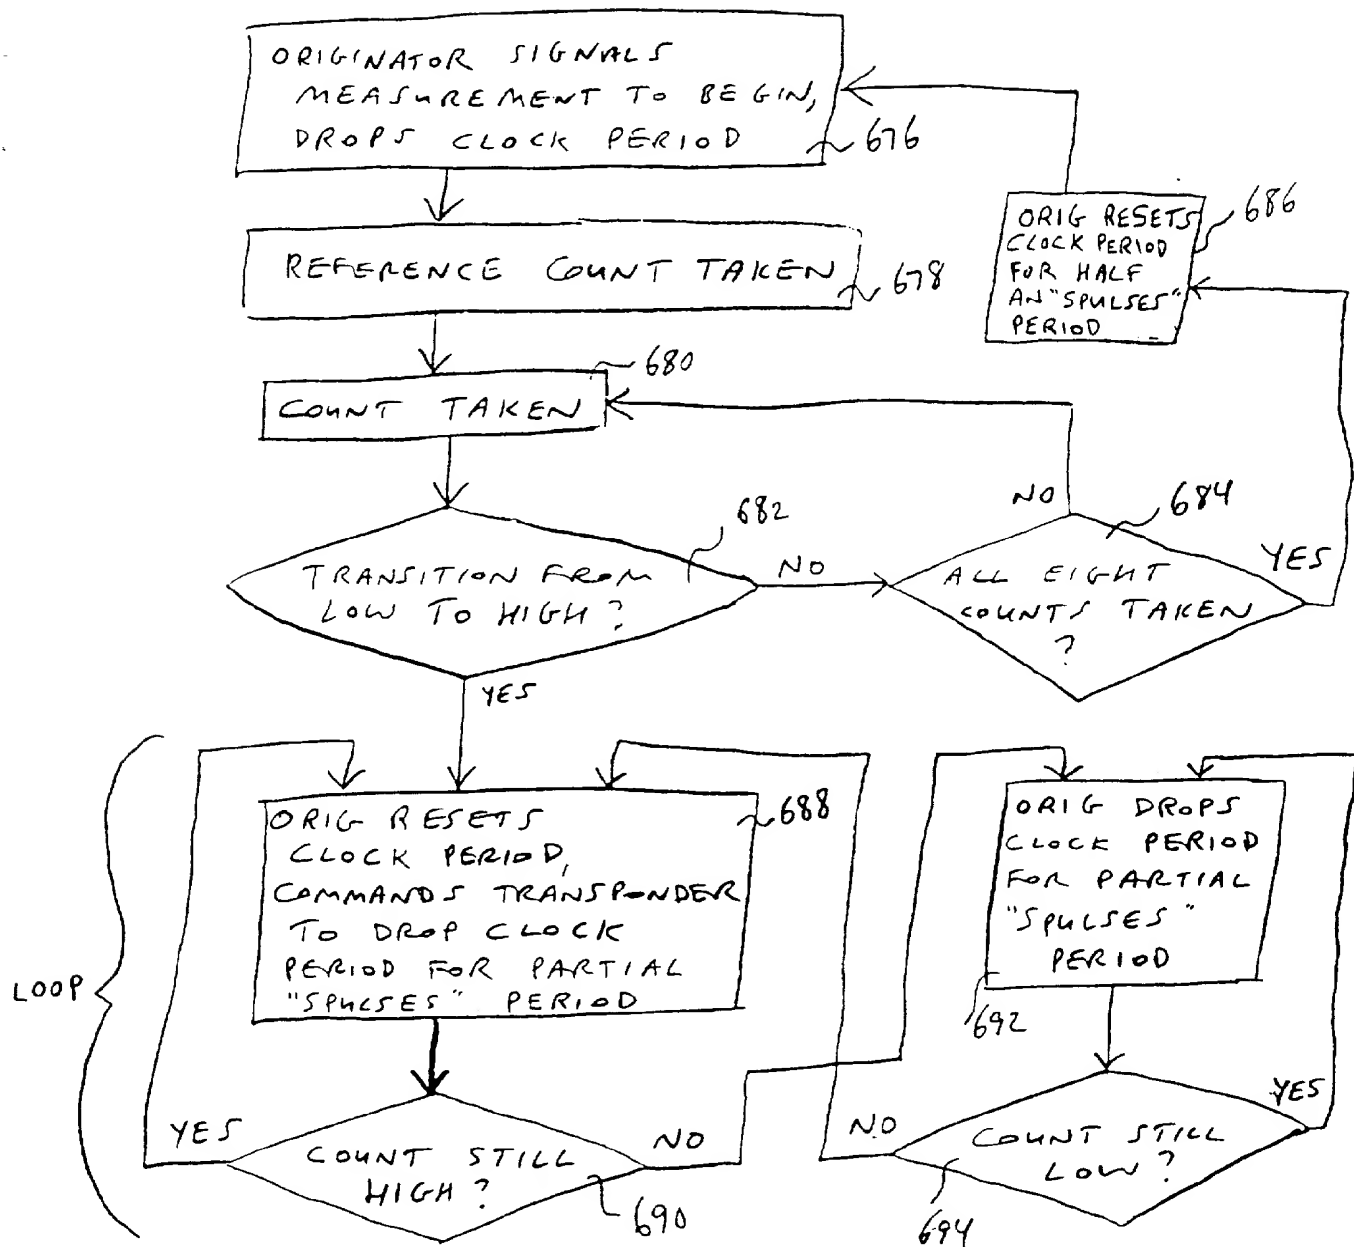 ORIGINATOR SIGNALS
MEASUREMENT TO BEGIN,
DROPS CLOCK PERIOD
676
REFERENCE COUNT TAKEN
678
ORIG RESETS
CLOCK PERIOD
FOR HALF
AN "SPULSES"
PERIOD
686
680
COUNT TAKEN
682
TRANSITION FROM
LOW TO HIGH?
NO
YES
NO
684
ALL EIGHT
COUNTS TAKEN
?
YES
LOOP
ORIG RESETS
CLOCK PERIOD,
COMMANDS TRANSPONDER
TO DROP CLOCK
PERIOD FOR PARTIAL
"SPULSES" PERIOD
688
YES
COUNT STILL
HIGH?
NO
690
ORIG DROPS
CLOCK PERIOD
FOR PARTIAL
"SPULSES"
PERIOD
692
NO
COUNT STILL
LOW?
YES
694